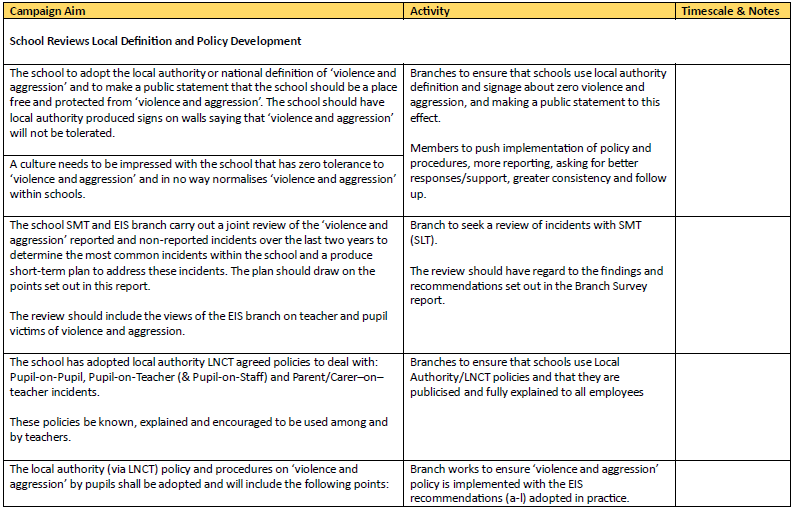 Campaign Aim
Activity
Timescale & Notes
School Reviews Local Definition and Policy Development
The school to adopt the local authority or national definition of ‘violence and
aggression’ and to make a public statement that the school should be a place
free and protected from ‘violence and aggression’. The school should have
local authority produced signs on walls saying that ‘violence and aggression’
will not be tolerated.
A culture needs to be impressed with the school that has zero tolerance to
‘violence and aggression’ and in no way normalises ‘violence and aggression’
within schools.
Branches to ensure that schools use local authority
definition and signage about zero violence and
aggression, and making a public statement to this
effect.
Members to push implementation of policy and
procedures, more reporting, asking for better
responses/support, greater consistency and follow
up.
The school SMT and EIS branch carry out a joint review of the ‘violence and
aggression’ reported and non-reported incidents over the last two years to
determine the most common incidents within the school and a produce
short-term plan to address these incidents. The plan should draw on the
points set out in this report.
The review should include the views of the EIS branch on teacher and pupil
victims of violence and aggression.
Branch to seek a review of incidents with SMT
(SLT).
The review should have regard to the findings and
recommendations set out in the Branch Survey
report.
The school has adopted local authority LNCT agreed policies to deal with:
Pupil-on-Pupil, Pupil-on-Teacher (& Pupil-on-Staff) and Parent/Carer–on–
teacher incidents.
These policies be known, explained and encouraged to be used among and
by teachers.
Branches to ensure that schools use Local
Authority/LNCT policies and that they are
publicised and fully explained to all employees
The local authority (via LNCT) policy and procedures on ‘violence and
aggression’ by pupils shall be adopted and will include the following points:
Branch works to ensure ‘violence and aggression’
policy is implemented with the EIS
recommendations (a-l) adopted in practice.